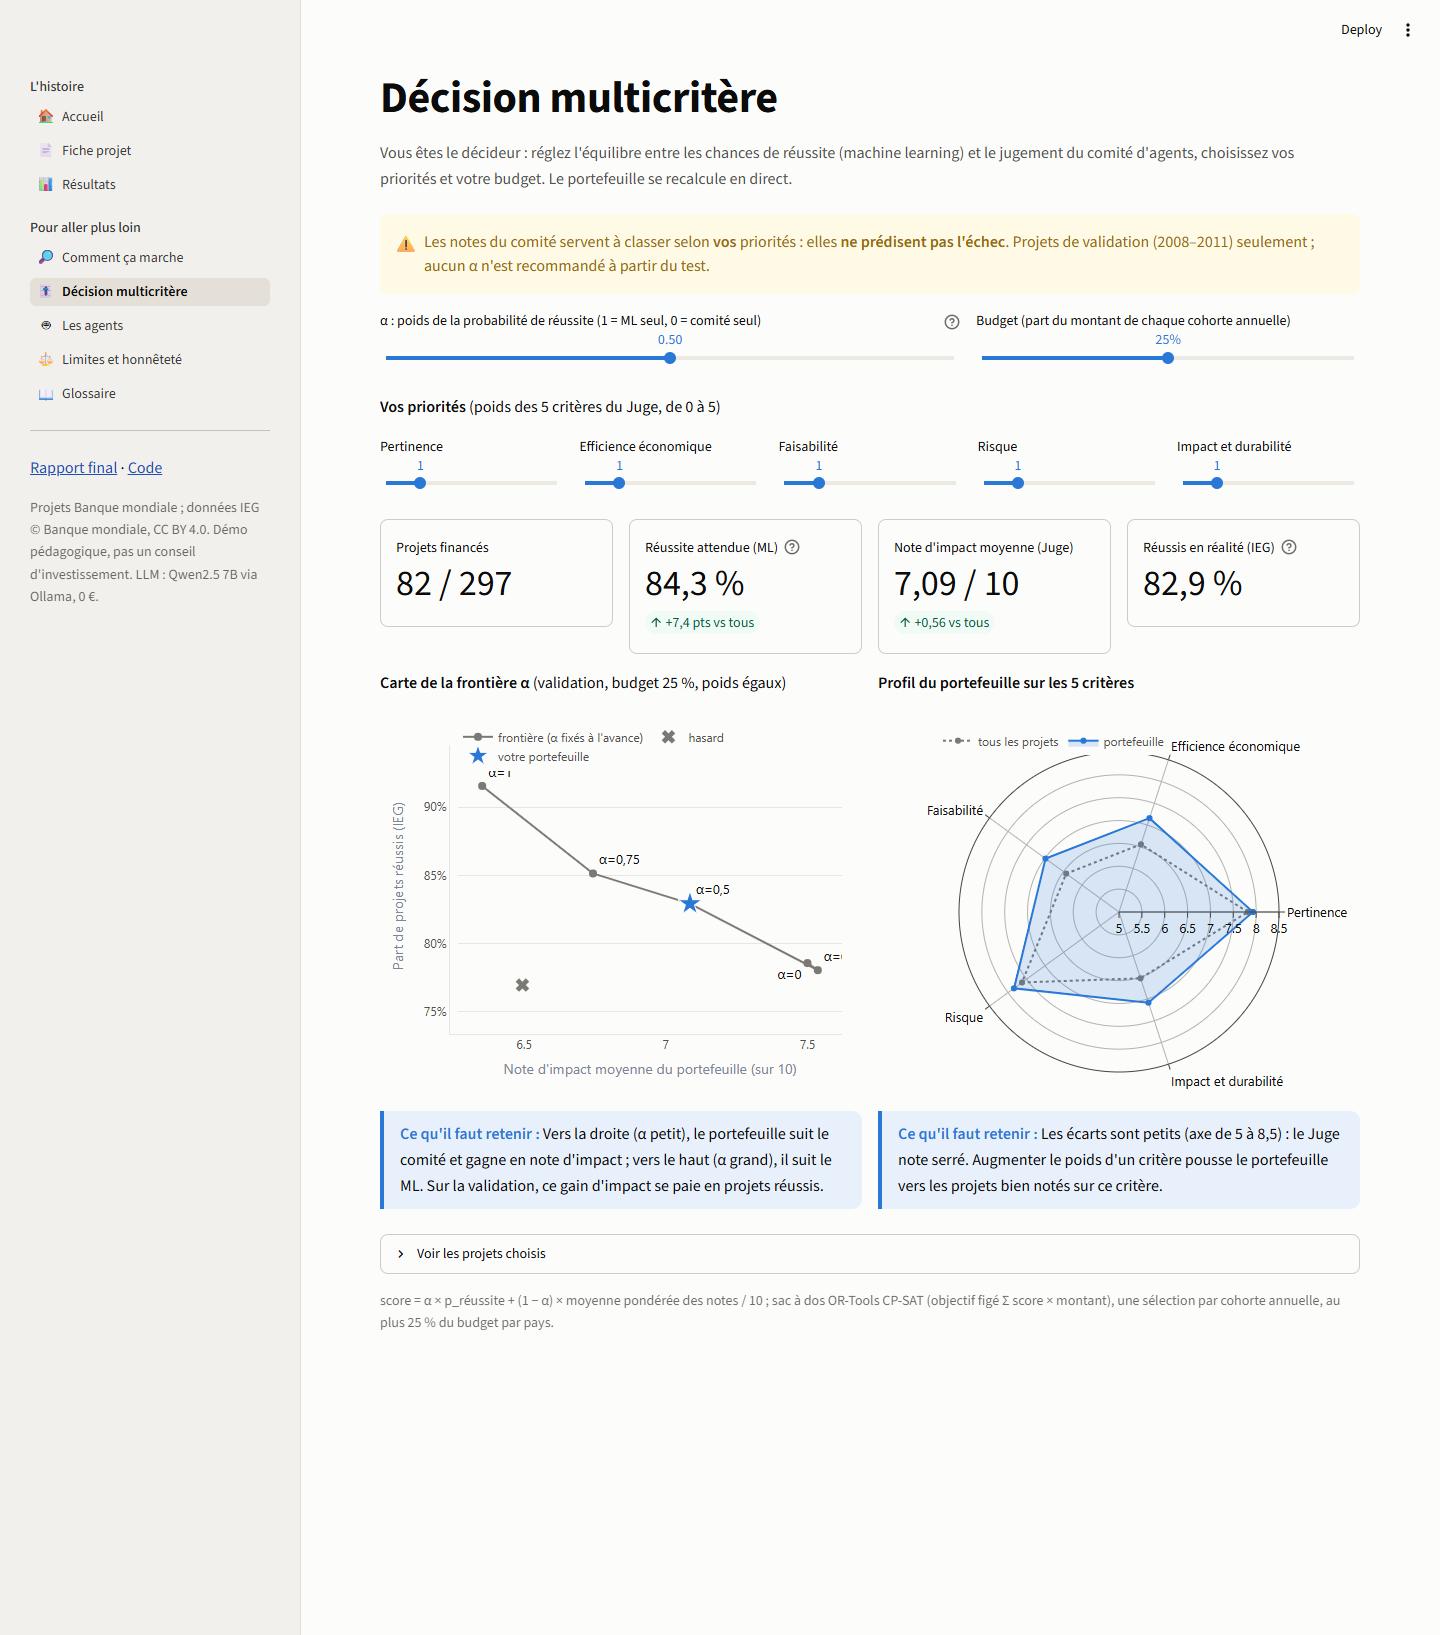 Deploy
L'histoire
Accueil
Fiche projet
Résultats
Pour aller plus loin
Comment ça marche
Décision multicritère
Les agents
Limites et honnêteté
Glossaire
Rapport final · Code
Projets Banque mondiale ; données IEG
© Banque mondiale, CC BY 4.0. Démo
pédagogique, pas un conseil
d'investissement. LLM : Qwen2.5 7B via
Ollama, 0 €.
Décision multicritère
Vous êtes le décideur : réglez l'équilibre entre les chances de réussite (machine learning) et le jugement du comité d'agents, choisissez vos
priorités et votre budget. Le portefeuille se recalcule en direct.
Les notes du comité servent à classer selon vos priorités : elles ne prédisent pas l'échec. Projets de validation (2008–2011) seulement ;
aucun α n'est recommandé à partir du test.
α : poids de la probabilité de réussite (1 = ML seul, 0 = comité seul)
0.50
Budget (part du montant de chaque cohorte annuelle)
25%
Vos priorités (poids des 5 critères du Juge, de 0 à 5)
Pertinence
1
Efficience économique
1
Faisabilité
1
Risque
1
Impact et durabilité
1
Projets financés
82 / 297
Réussite attendue (ML)
84,3 %
↑ +7,4 pts vs tous
Note d'impact moyenne (Juge)
7,09 / 10
↑ +0,56 vs tous
Réussis en réalité (IEG)
82,9 %
Carte de la frontière α (validation, budget 25 %, poids égaux)
frontière (α fixés à l'avance)
hasard
votre portefeuille
α=1
α=0,75
α=0,5
α=0
Part de projets réussis (IEG)
90%
85%
80%
75%
6.5
7
7.5
Note d'impact moyenne du portefeuille (sur 10)
Profil du portefeuille sur les 5 critères
tous les projets
portefeuille
Efficience économique
Faisabilité
Pertinence
5 5.5 6 6.5 7 7.5 8 8.5
Risque
Impact et durabilité
Ce qu'il faut retenir : Vers la droite (α petit), le portefeuille suit le
comité et gagne en note d'impact ; vers le haut (α grand), il suit le
ML. Sur la validation, ce gain d'impact se paie en projets réussis.
Ce qu'il faut retenir : Les écarts sont petits (axe de 5 à 8,5) : le Juge
note serré. Augmenter le poids d'un critère pousse le portefeuille
vers les projets bien notés sur ce critère.
Voir les projets choisis
score = α × p_réussite + (1 − α) × moyenne pondérée des notes / 10 ; sac à dos OR-Tools CP-SAT (objectif figé Σ score × montant), une sélection par cohorte annuelle, au
plus 25 % du budget par pays.